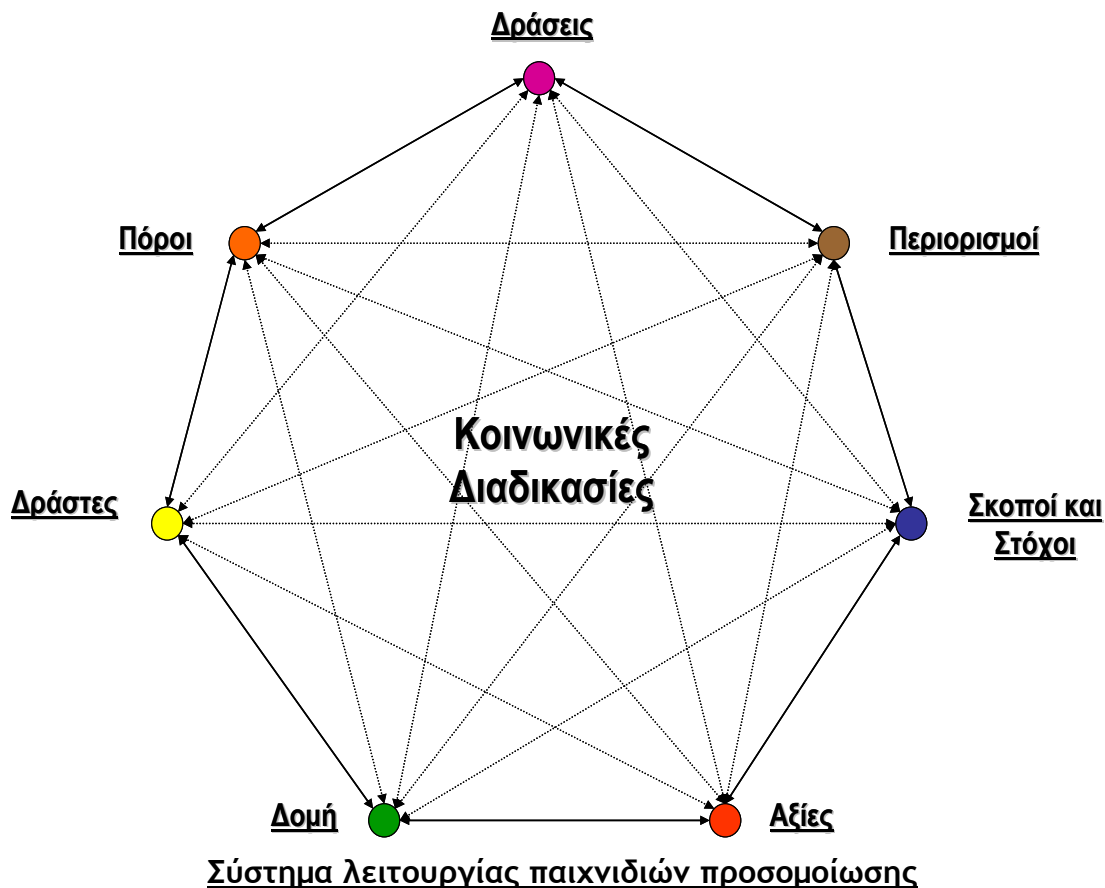 Δράσεις
Πόροι
Περιορισμοί
Κοινωνικές
Διαδικασίες
Δράστες
Σκοποί και
Στόχοι
Δομή
Αξίες
Σύστημα λειτουργίας παιχνιδιών προσομοίωσης